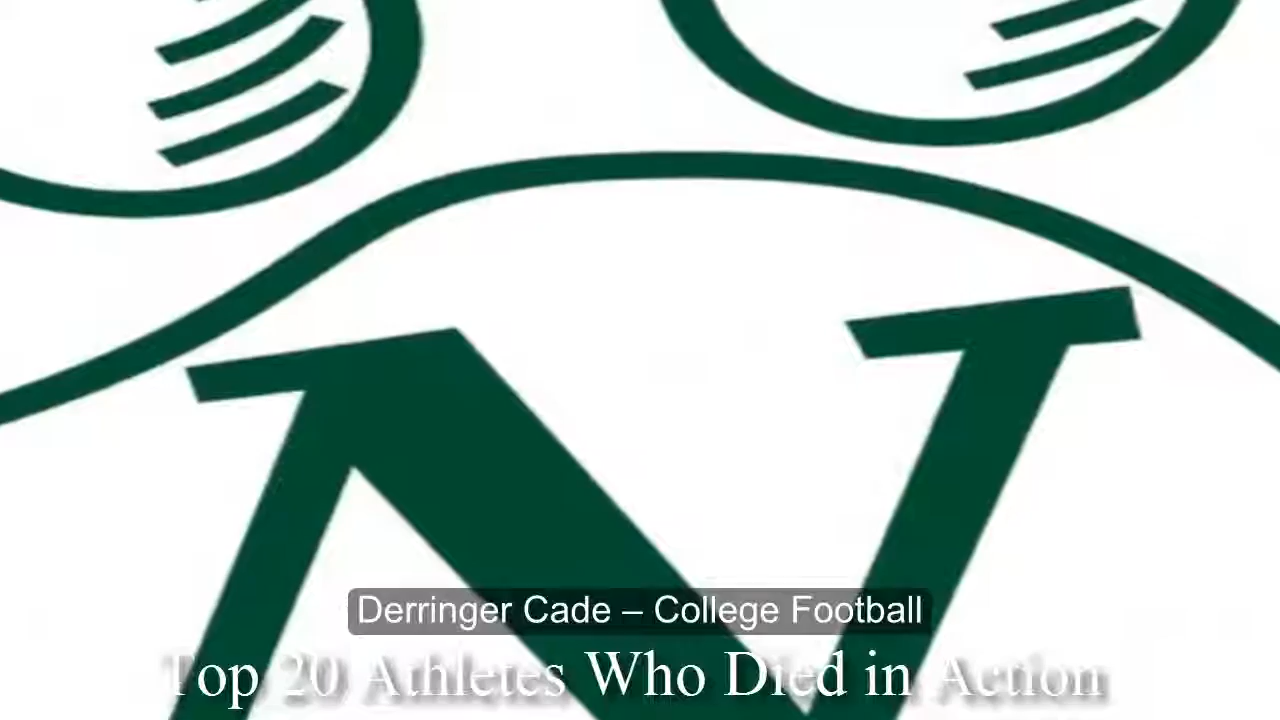 N
Derringer Cade – College Football
Top 20 Athletes Who Died in Action